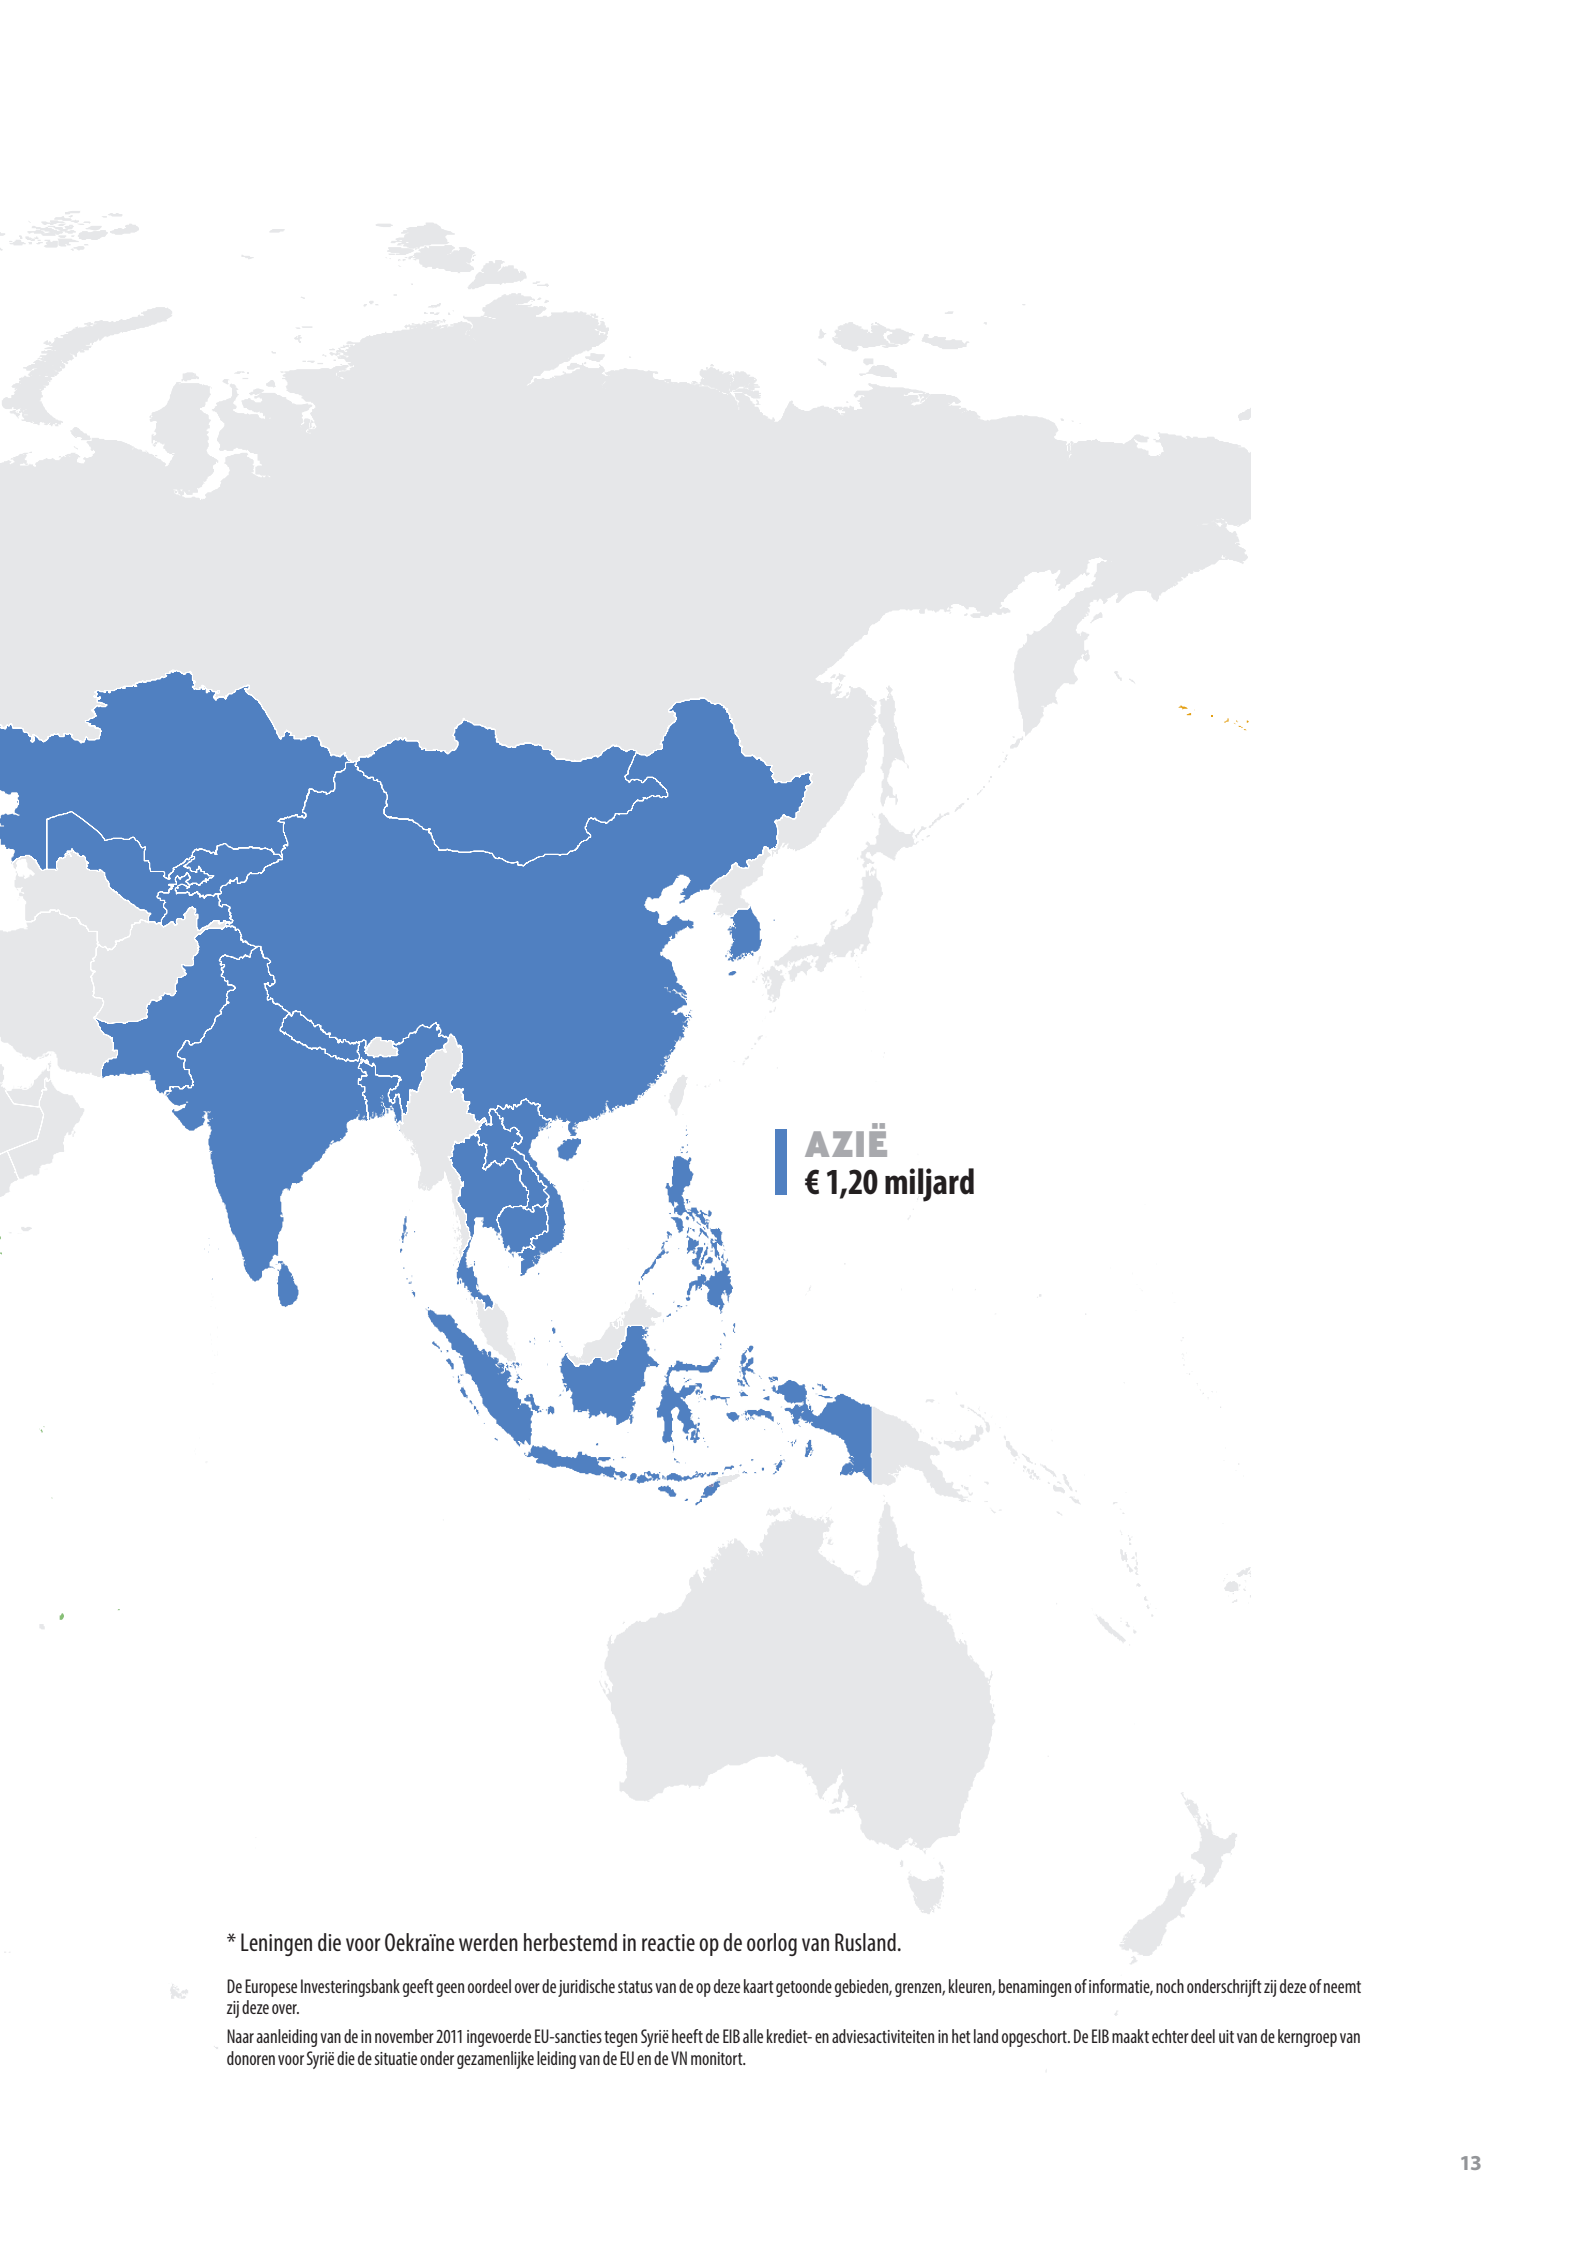 AZIË
€ 1,20 miljard
* Leningen die voor Oekraïne werden herbestemd in reactie op de oorlog van Rusland.
De Europese Investeringsbank geeft geen oordeel over de juridische status van de op deze kaart getoonde gebieden, grenzen, kleuren, benamingen of informatie, noch onderschrijft zij deze of neemt
zij deze over.
Naar aanleiding van de in november 2011 ingevoerde EU-sancties tegen Syrië heeft de EIB alle krediet- en adviesactiviteiten in het land opgeschort. De EIB maakt echter deel uit van de kerngroep van
donoren voor Syrië die de situatie onder gezamenlijke leiding van de EU en de VN monitort.
13